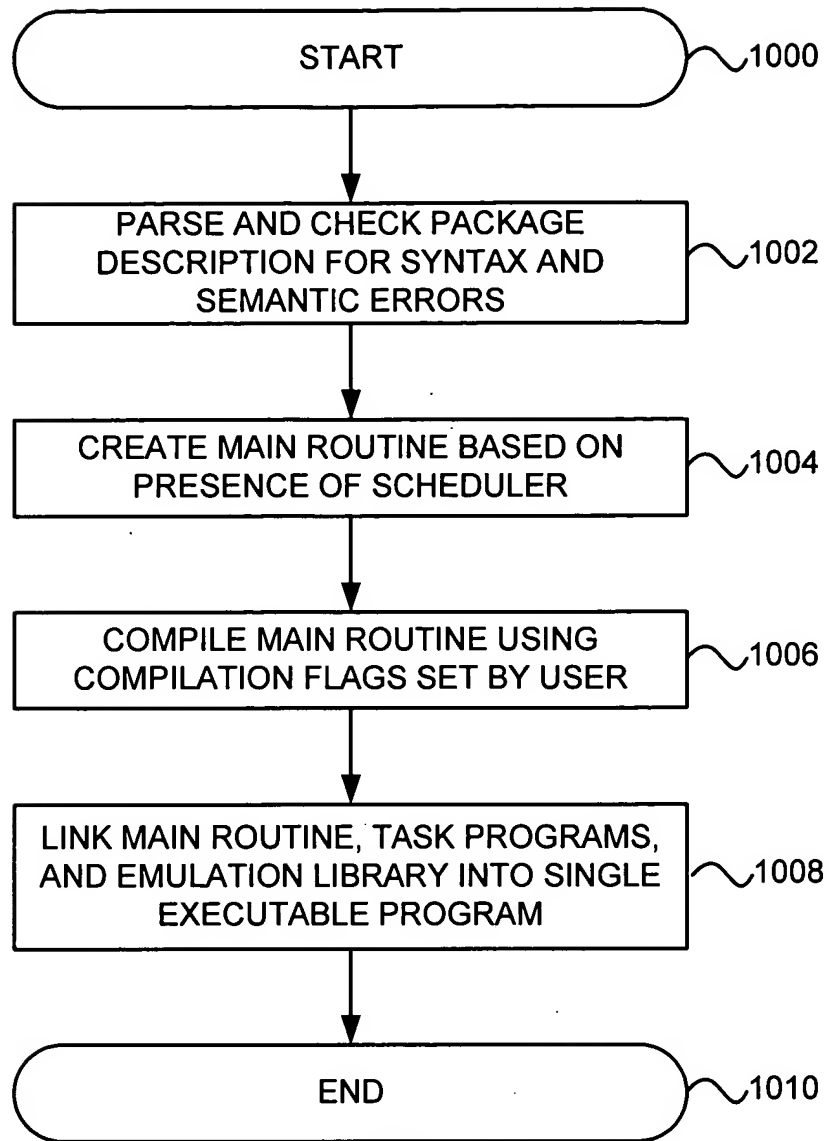 START
1000
PARSE AND CHECK PACKAGE
DESCRIPTION FOR SYNTAX AND
SEMANTIC ERRORS
1002
CREATE MAIN ROUTINE BASED ON
PRESENCE OF SCHEDULER
1004
COMPILE MAIN ROUTINE USING
COMPILATION FLAGS SET BY USER
1006
LINK MAIN ROUTINE, TASK PROGRAMS,
AND EMULATION LIBRARY INTO SINGLE
EXECUTABLE PROGRAM
1008
END
1010